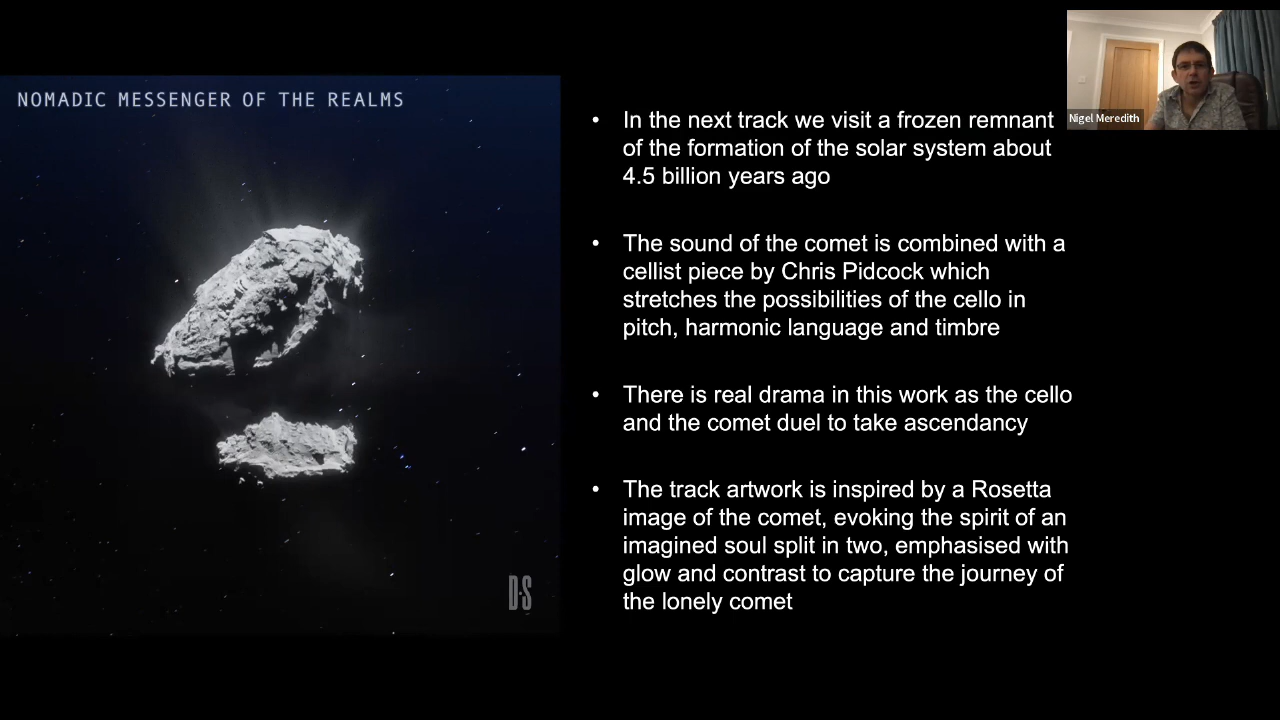 NOMADIC MESSENGER OF THE REALMS
• In the next track we visit a frozen remnant
of the formation of the solar system about
4.5 billion years ago
• The sound of the comet is combined with a
cellist piece by Chris Pidcock which
stretches the possibilities of the cello in
pitch, harmonic language and timbre
• There is real drama in this work as the cello
and the comet duel to take ascendancy
• The track artwork is inspired by a Rosetta
image of the comet, evoking the spirit of an
imagined soul split in two, emphasised with
glow and contrast to capture the journey of
the lonely comet
D·S
Nigel Meredith